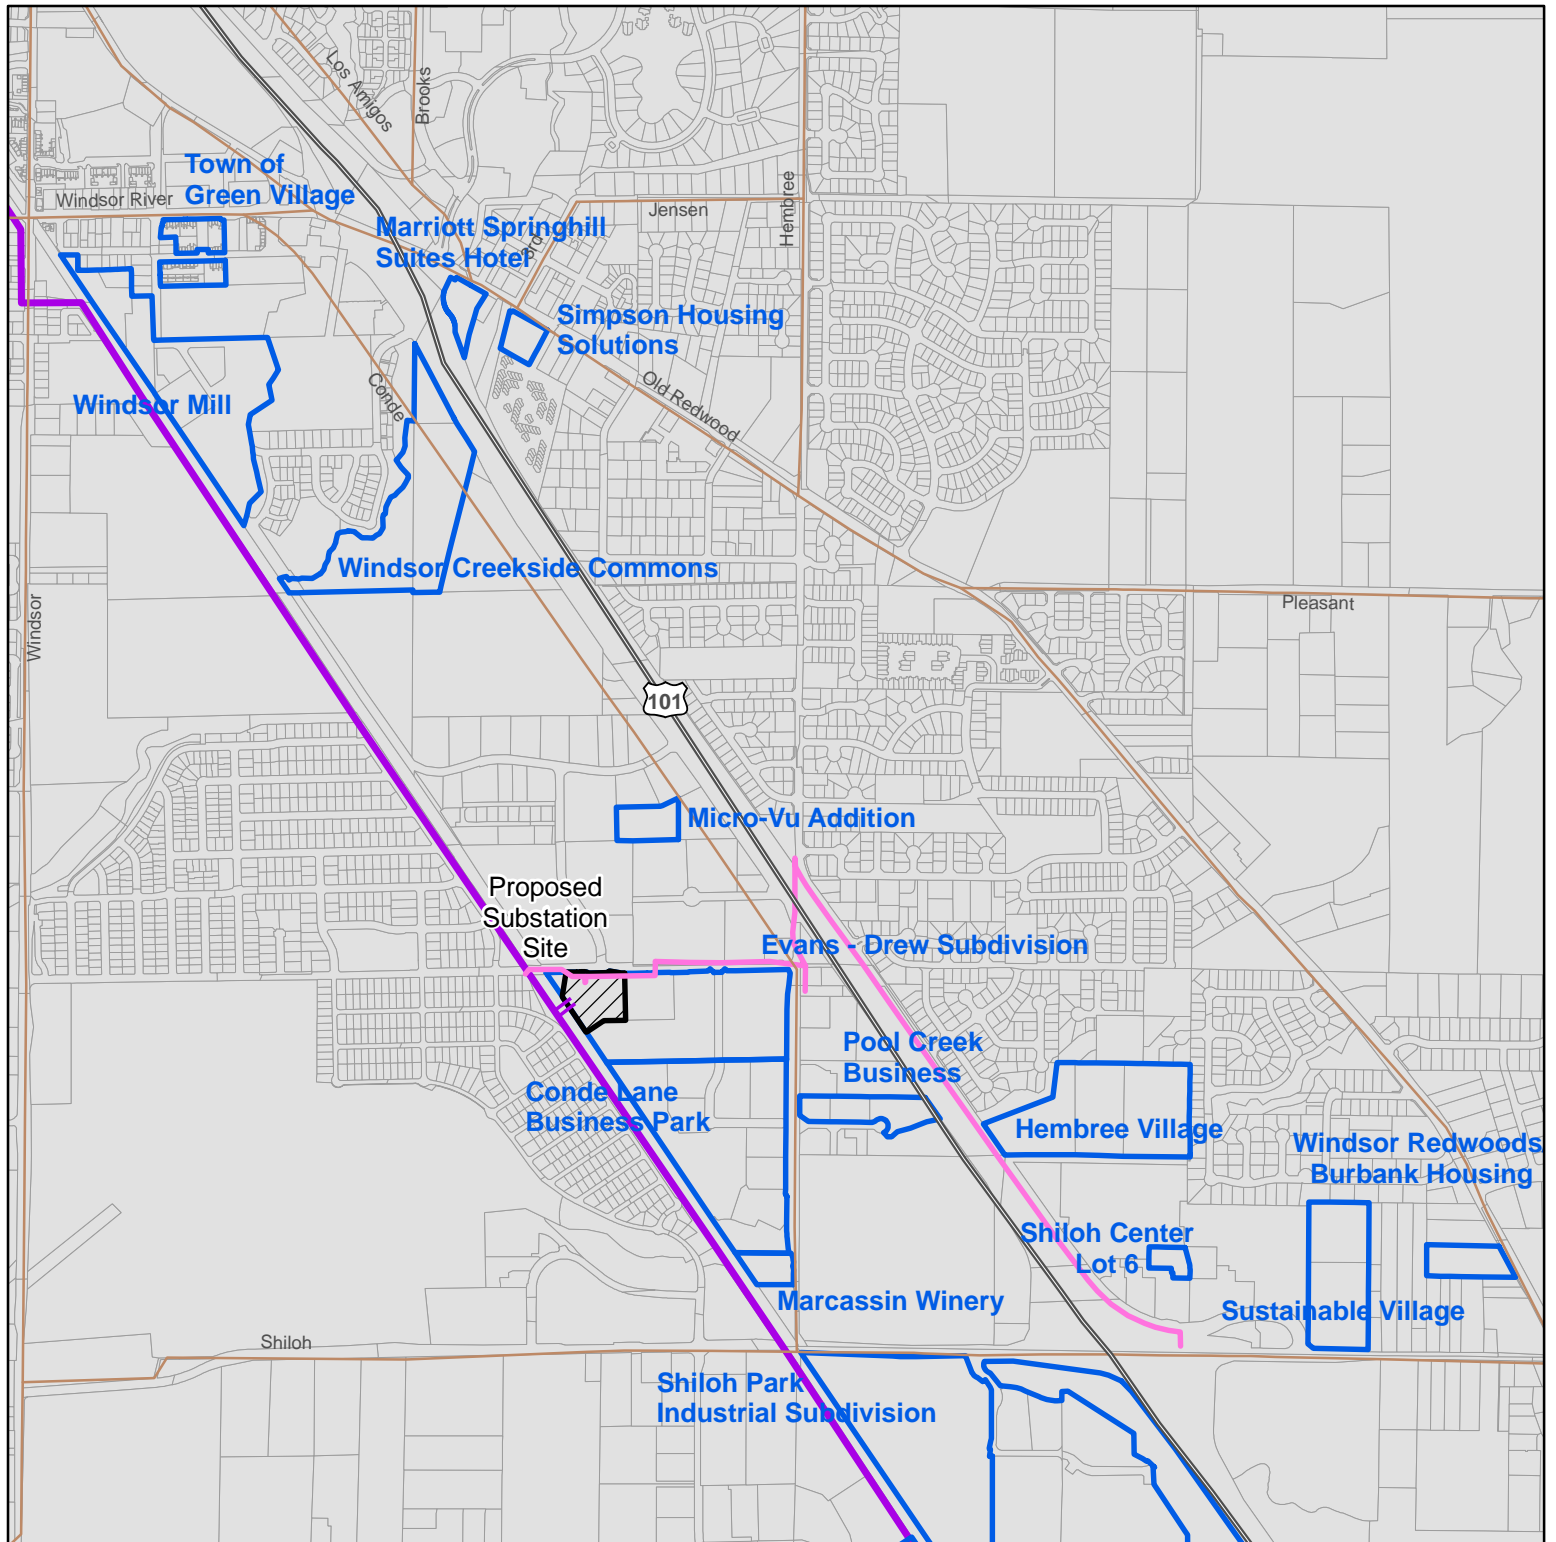 Los Amigos
Brooks
Town of
Green Village
Windsor River
Marriott Springhill
Suites Hotel
3rd
Jensen
Hembree
Simpson Housing
Solutions
Windsor Mill
Conde
Old Redwood
Windsor Creekside Commons
Windsor
Pleasant
101
Micro-Vu Addition
Proposed
Substation
Site
Evans - Drew Subdivision
Pool Creek
Business
Conde Lane
Business Park
Hembree Village
Windsor Redwoods
Burbank Housing
Shiloh Center
Lot 6
Marcassin Winery
Sustainable Village
Shiloh
Shiloh Park
Industrial Subdivision